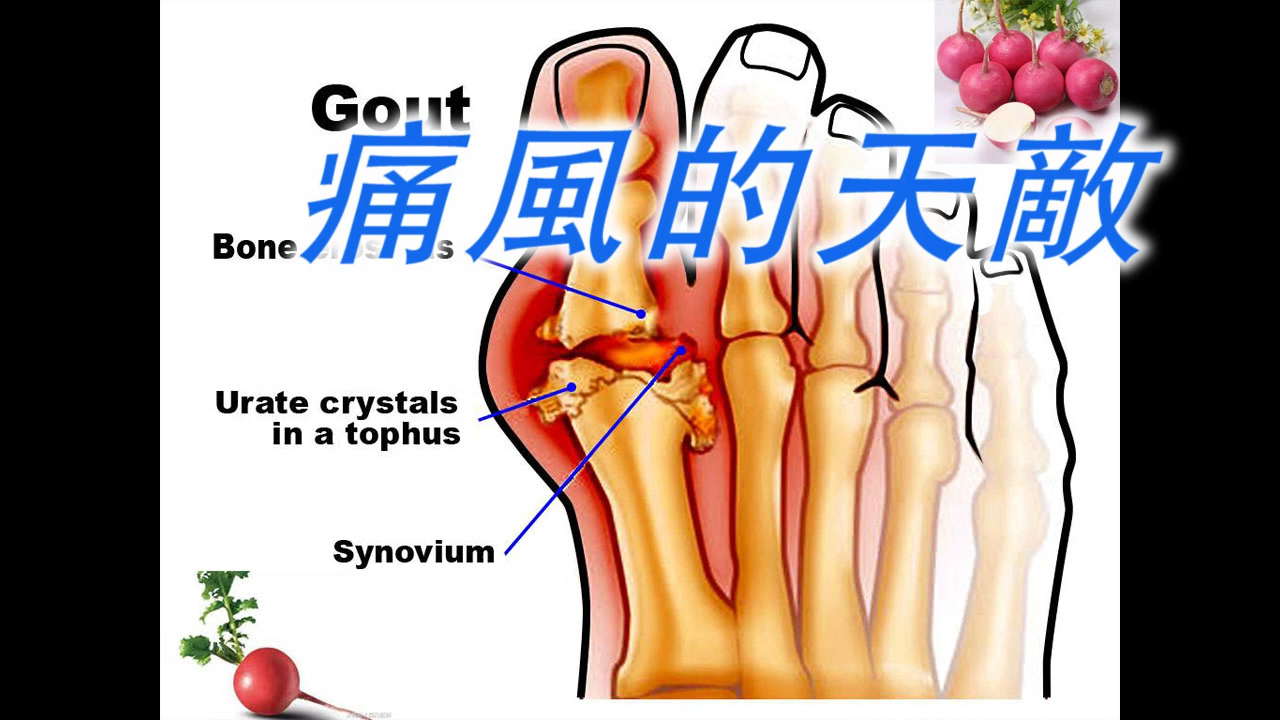 Gout
痛風的天敵
Bone
Urate crystals
in a tophus
Synovium